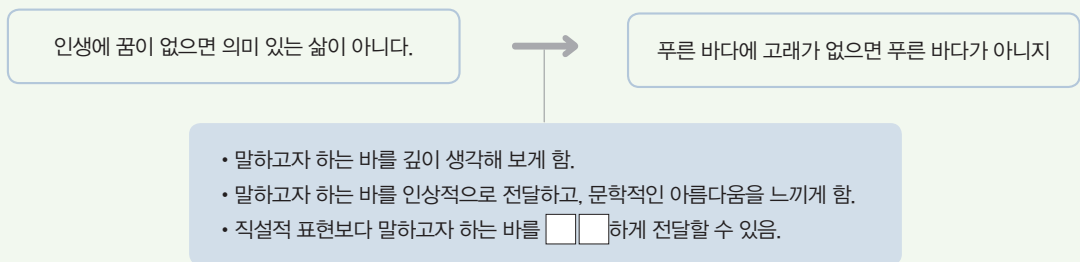 인생에 꿈이 없으면 의미 있는 삶이 아니다.
푸른 바다에 고래가 없으면 푸른 바다가 아니지
• 말하고자 하는 바를 깊이 생각해 보게 함.
• 말하고자 하는 바를 인상적으로 전달하고, 문학적인 아름다움을 느끼게 함.
• 직설적 표현보다 말하고자 하는 바를 □□하게 전달할 수 있음.